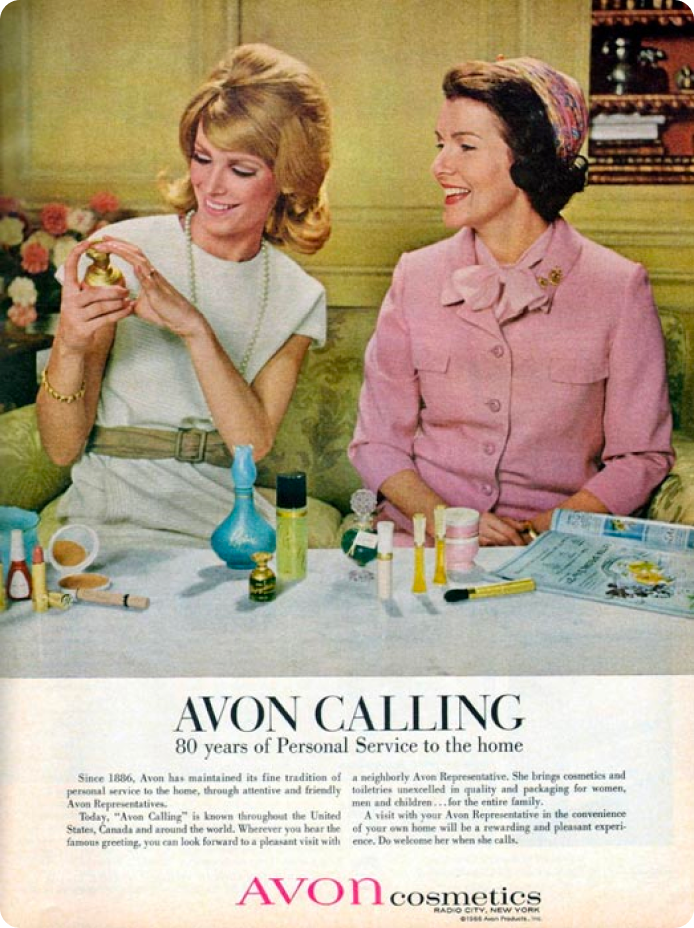 AVON CALLING
80 years of Personal Service to the home
Since 1886, Avon has maintained its fine tradition of
personal service to the home, through attentive and friendly
Avon Representatives.
Today, “Avon Calling” is known throughout the United
States, Canada and around the world. Wherever you hear the
famous greeting, you can look forward to a pleasant visit with
a neighborly Avon Representative. She brings cosmetics and
toiletries unexcelled in quality and packaging for women,
men and children...for the entire family.
A visit with your Avon Representative in the convenience
of your own home will be a rewarding and pleasant experi-
ence. Do welcome her when she calls.
AVON cosmetics
RADIO CITY, NEW YORK
©1966 Avon Products, Inc.